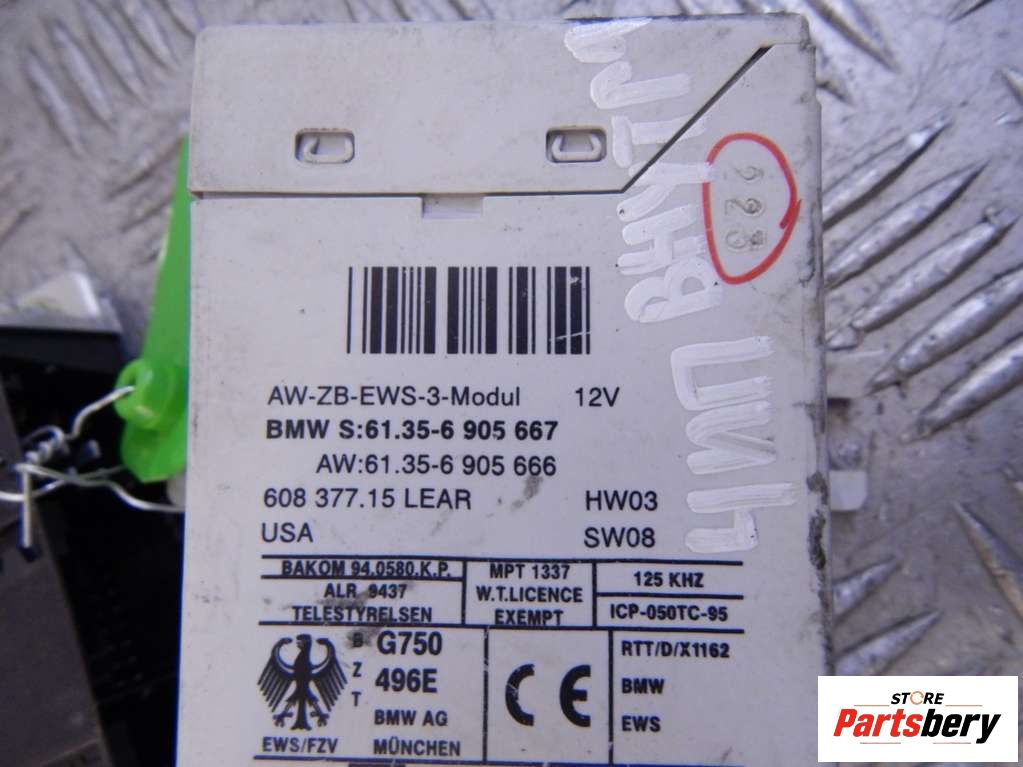 AW-ZB-EWS-3-Modul 12V
BMW S:61.35-6 905 667
AW:61.35-6 905 666
608 377.15 LEAR HW03
USA SW08
BAKOM 94.0580.K.P.
ALR 9437
TELESTYRELSEN
MPT 1337
W.T.LICENCE
EXEMPT
125 KHZ
ICP-050TC-95
B Z T
G750
496E
BMW AG
MÜNCHEN
EWS/FZV
CE
RTT/D/X1162
BMW
EWS
STORE
Partsbery